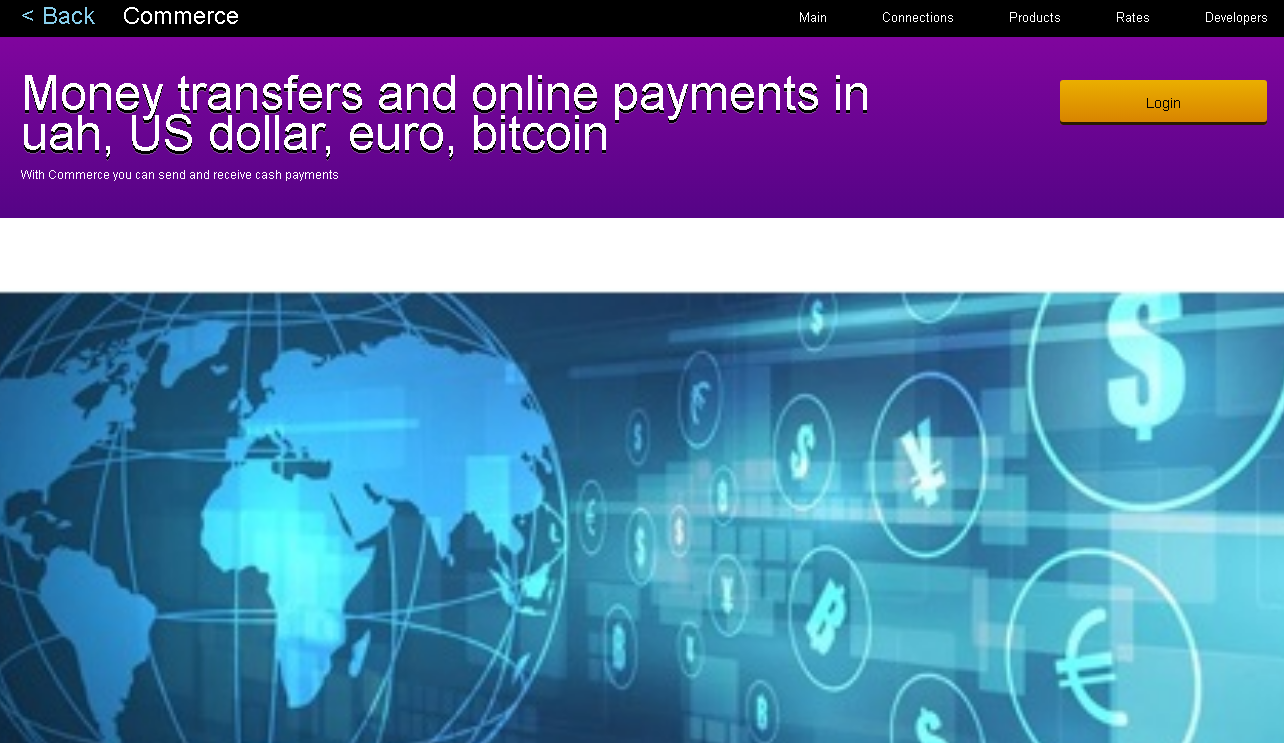 < Back Commerce Main Connections Products Rates Developers
Money transfers and online payments in
uah, US dollar, euro, bitcoin
Login
With Commerce you can send and receive cash payments